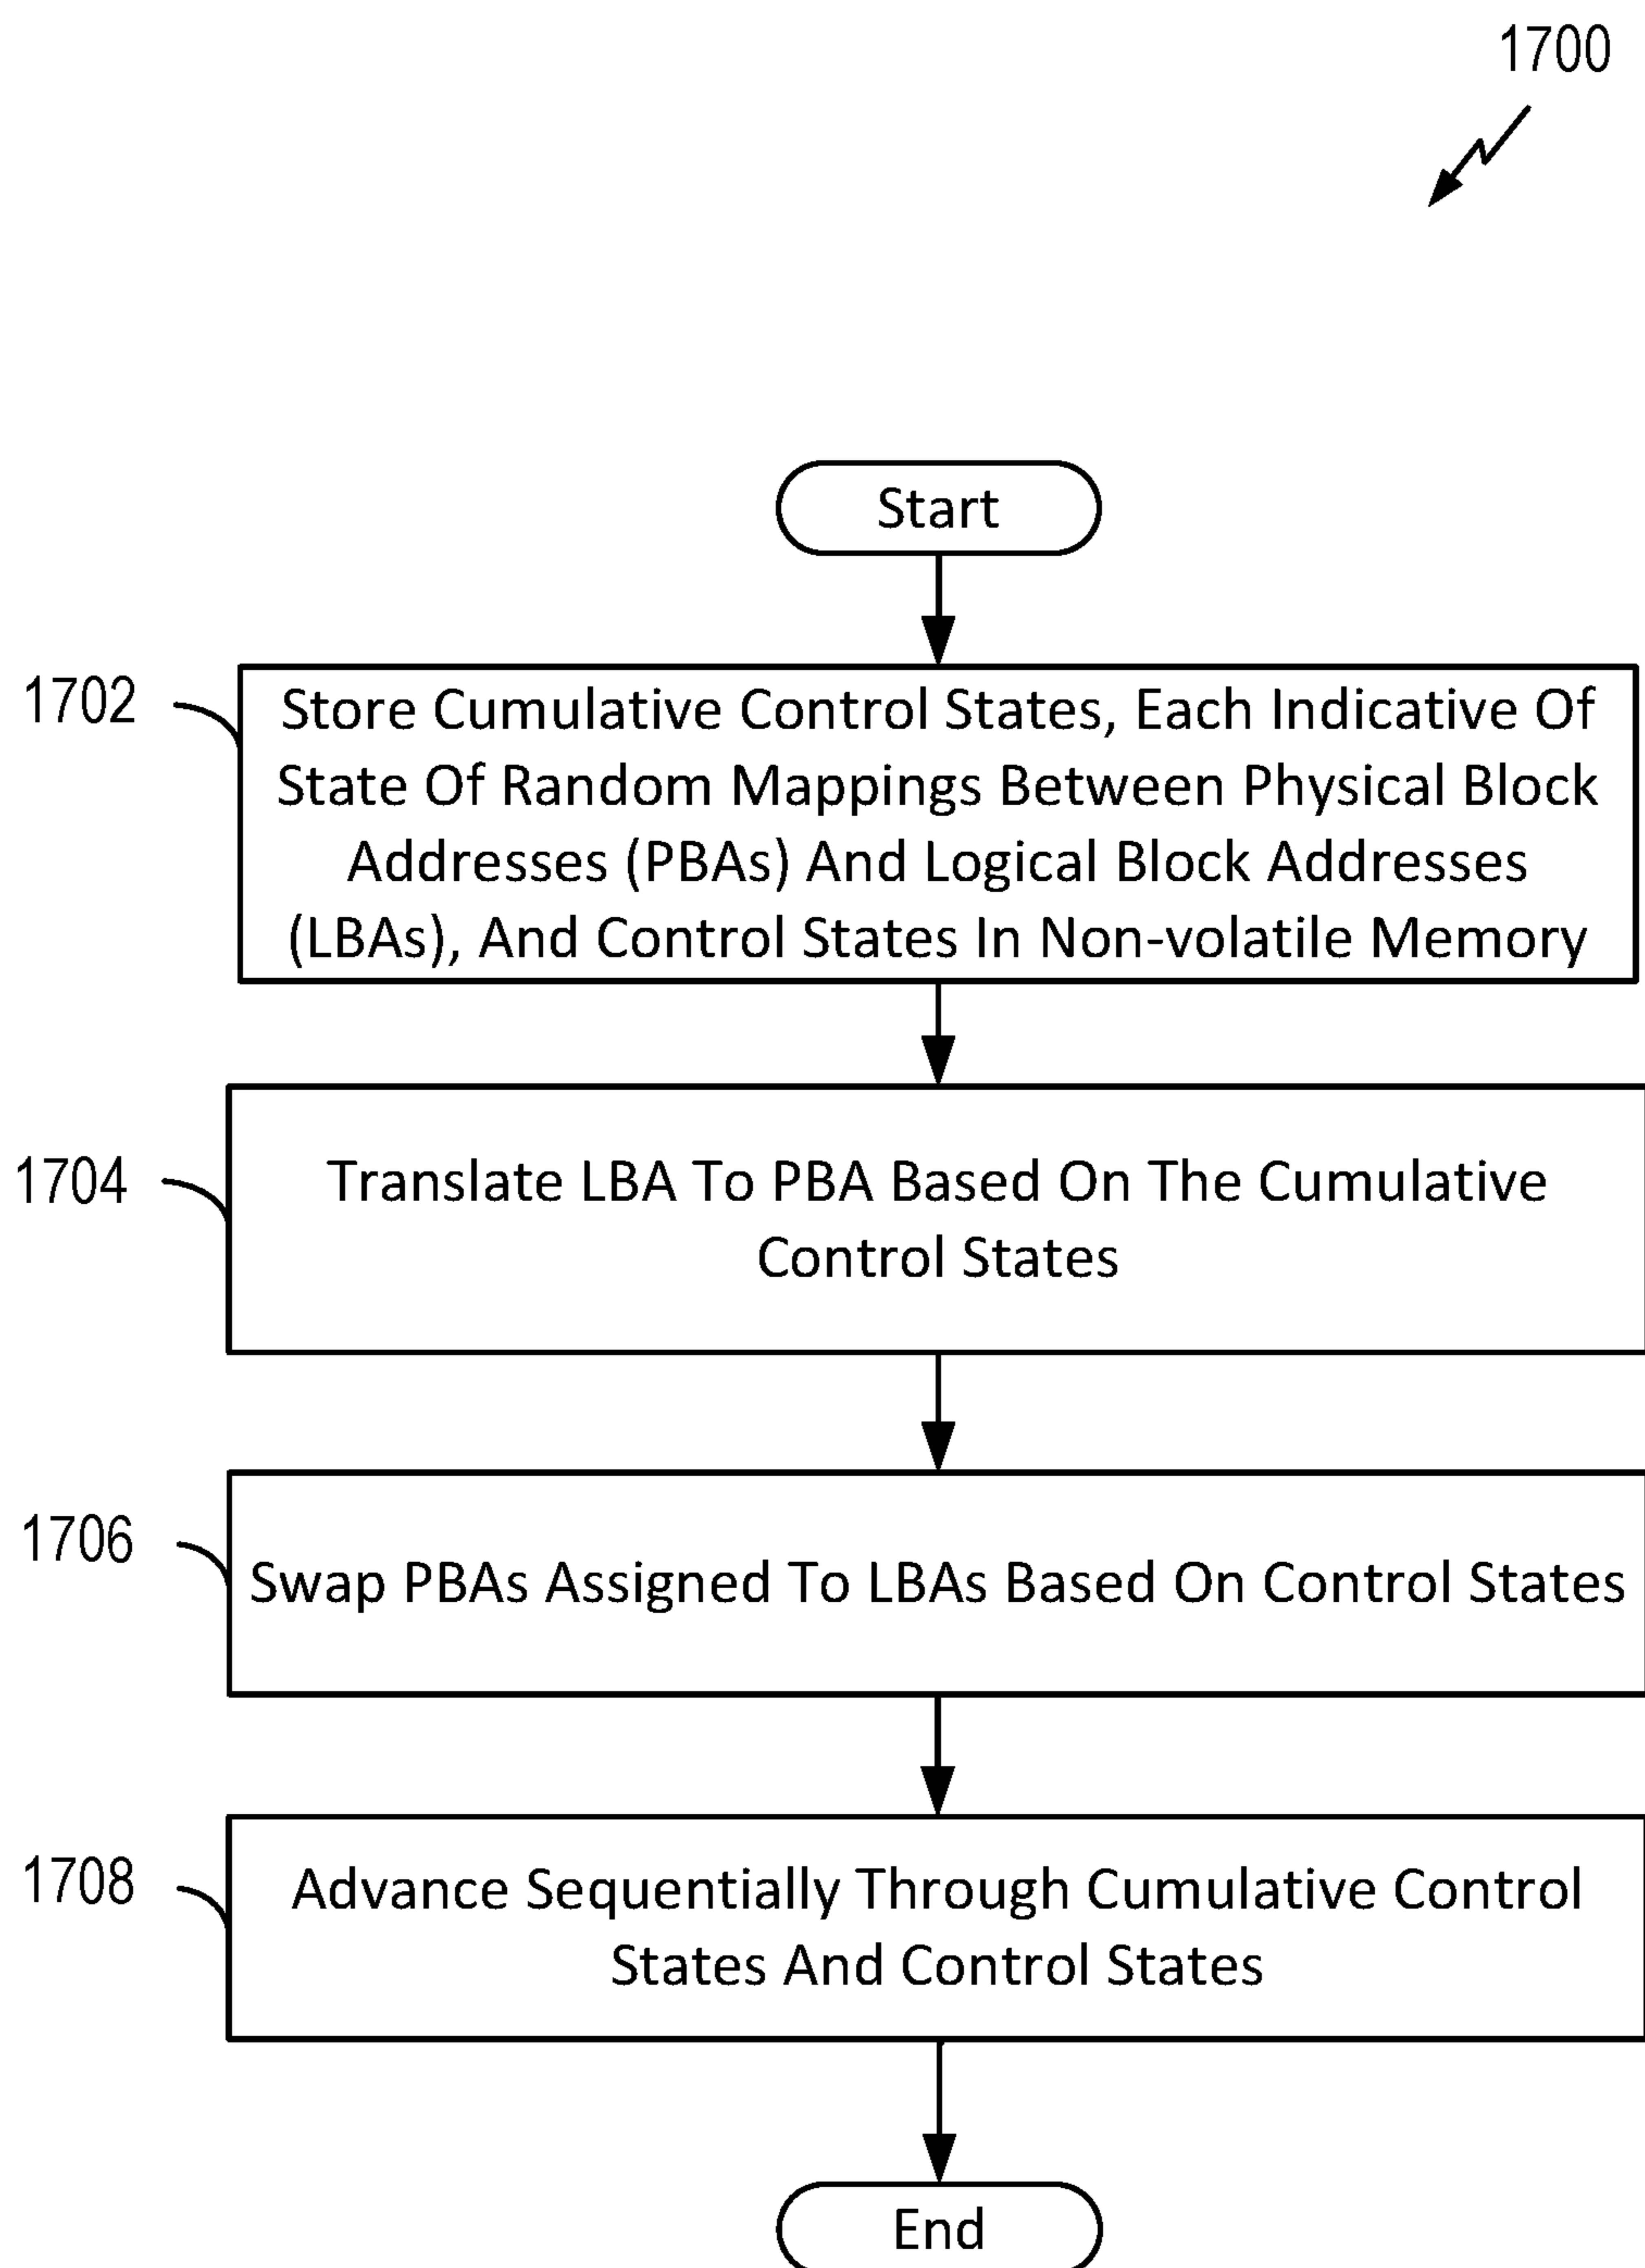 1700
Start
1702
Store Cumulative Control States, Each Indicative Of
State Of Random Mappings Between Physical Block
Addresses (PBAs) And Logical Block Addresses
(LBAs), And Control States In Non-volatile Memory
1704
Translate LBA To PBA Based On The Cumulative
Control States
1706
Swap PBAs Assigned To LBAs Based On Control States
1708
Advance Sequentially Through Cumulative Control
States And Control States
End